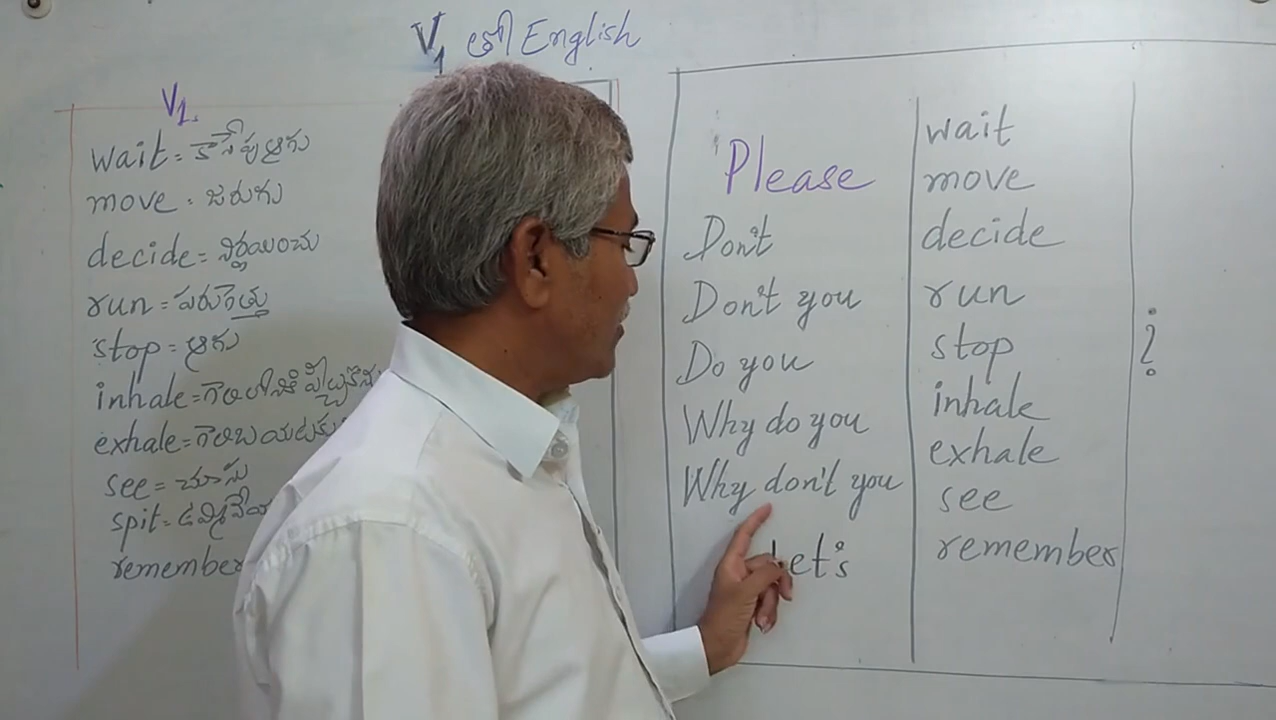 V1 తో English
V1.
wait = కాసేపు ఆగు
move = జరుగు
decide = నిర్ణయించు
run = పరుగెత్తు
stop = ఆగు
inhale =
exhale = గాలి బయటకు
see = చూసు
spit =
remember
Please
Don't
Don't you
Do you
Why do you
Why don't you
Let's
wait
move
decide
run
stop
inhale
exhale
see
remember
?